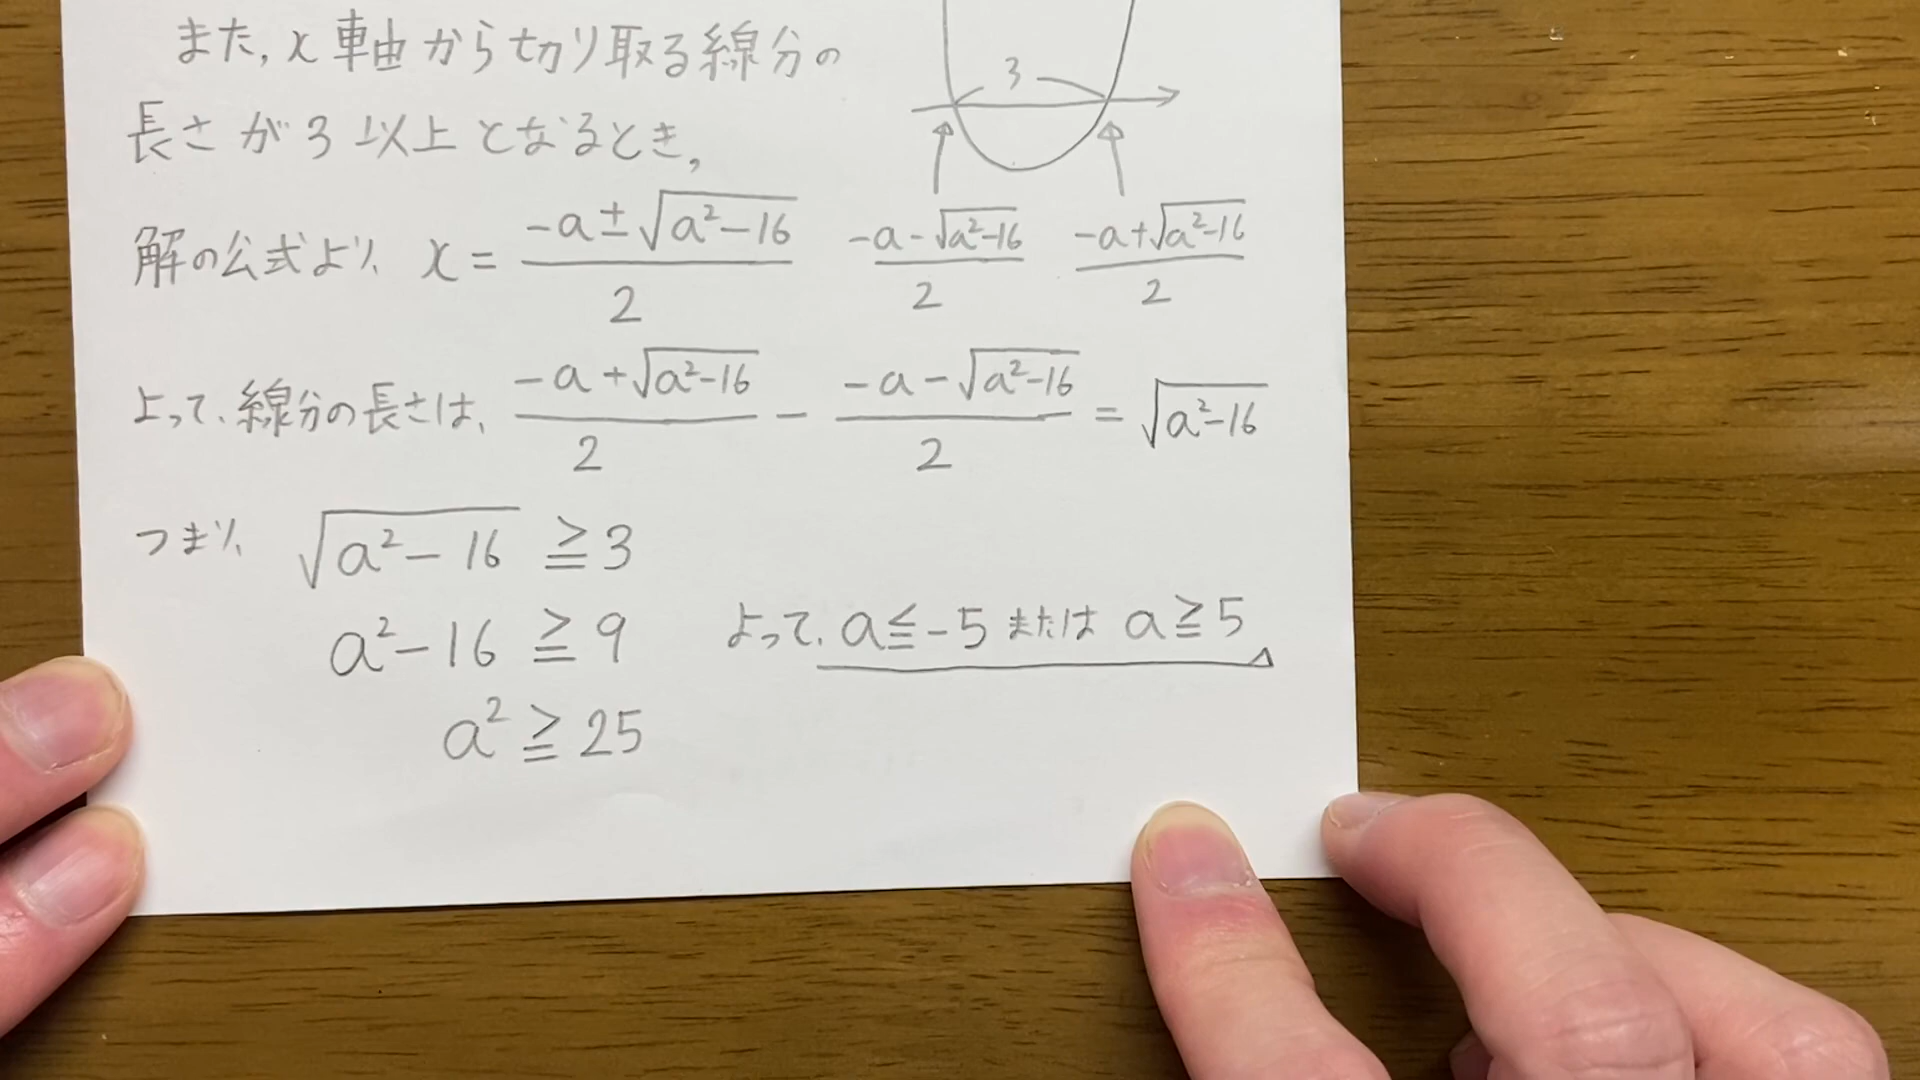 また, x軸から切り取る線分の
長さが3以上となるとき,
3
解の公式より, x = (-a±√(a²-16))/2
(-a-√(a²-16))/2 (-a+√(a²-16))/2
よって, 線分の長さは, (-a+√(a²-16))/2 - (-a-√(a²-16))/2 = √(a²-16)
つまり, √(a²-16) ≧ 3
a²-16 ≧ 9
a² ≧ 25
よって, a≦-5 または a≧5